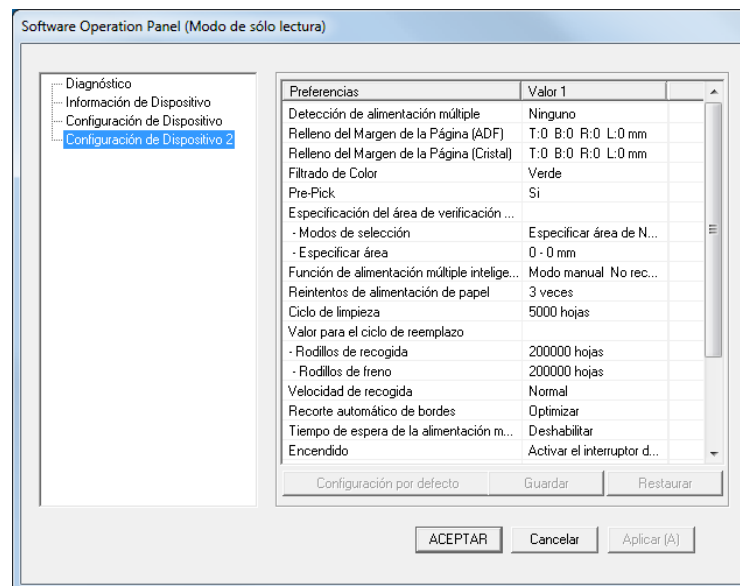 Software Operation Panel (Modo de sólo lectura)
Diagnóstico
Información de Dispositivo
Configuración de Dispositivo
Configuración de Dispositivo 2
Preferencias Valor 1
Detección de alimentación múltiple Ninguno
Relleno del Margen de la Página (ADF) T:0 B:0 R:0 L:0 mm
Relleno del Margen de la Página (Cristal) T:0 B:0 R:0 L:0 mm
Filtrado de Color Verde
Pre-Pick Si
Especificación del área de verificación ...
- Modos de selección Especificar área de N...
- Especificar área 0 - 0 mm
Función de alimentación múltiple intelige... Modo manual No rec...
Reintentos de alimentación de papel 3 veces
Ciclo de limpieza 5000 hojas
Valor para el ciclo de reemplazo
- Rodillos de recogida 200000 hojas
- Rodillos de freno 200000 hojas
Velocidad de recogida Normal
Recorte automático de bordes Optimizar
Tiempo de espera de la alimentación m... Deshabilitar
Encendido Activar el interruptor d...
Configuración por defecto Guardar Restaurar
ACEPTAR Cancelar Aplicar (A)